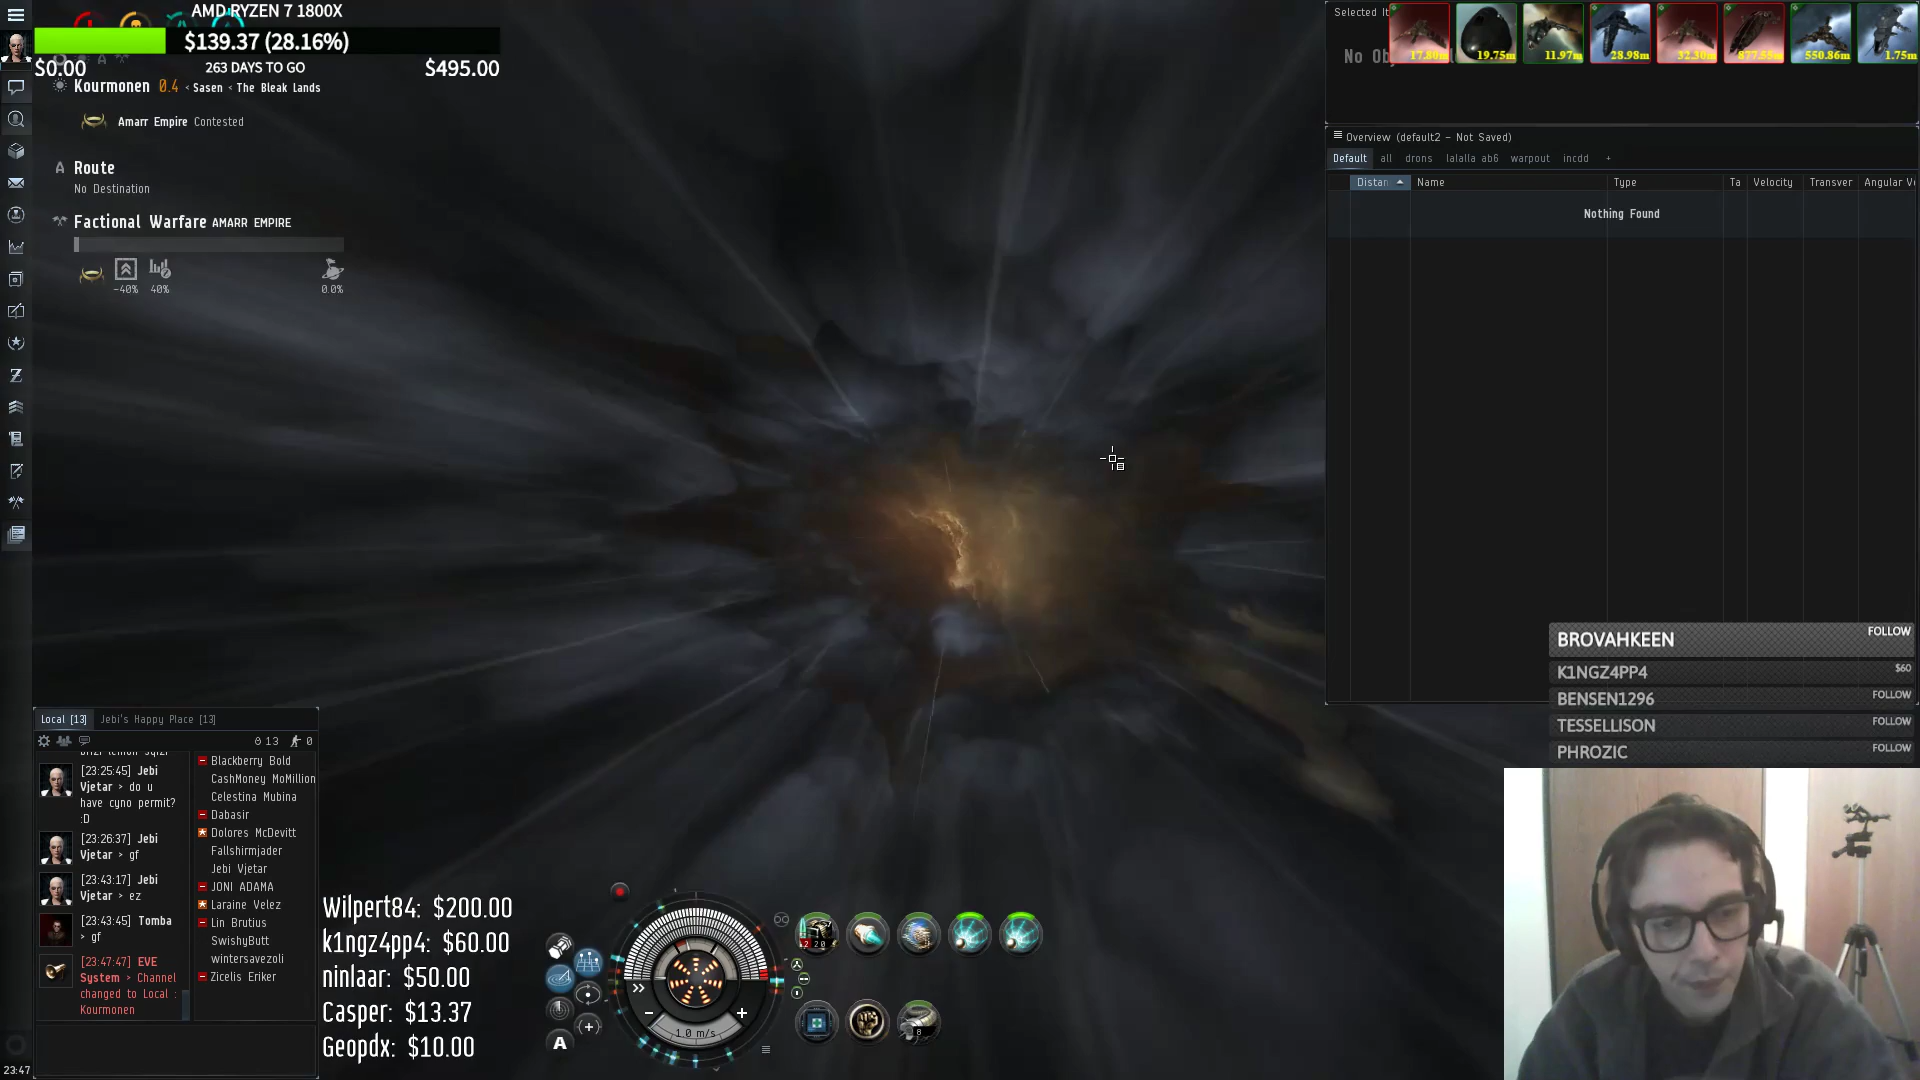 AMD RYZEN 7 1800X
$139.37 (28.16%)
$0.00
263 DAYS TO GO
$495.00
Kourmonen 0.4 < Sasen < The Bleak Lands
Amarr Empire Contested
Route
No Destination
Factional Warfare AMARR EMPIRE
-40%
40%
0.0%
Selected It
No Obj
17.80m
19.75m
11.97m
28.98m
32.30m
877.55m
550.86m
1.75m
Overview (default2 - Not Saved)
Default all drons lalalla ab6 warpout incdd +
Distan Name Type Ta Velocity Transver Angular Ve
Nothing Found
BROVAHKEEN FOLLOW
K1NGZ4PP4 $60
BENSEN1296 FOLLOW
TESSELLISON FOLLOW
PHROZIC FOLLOW
Local [13] Jebi's Happy Place [13]
13 0
[23:25:45] Jebi
Vjetar > do u
have cyno permit?
:D
[23:26:37] Jebi
Vjetar > gf
[23:43:17] Jebi
Vjetar > ez
[23:43:45] Tomba
> gf
[23:47:47] EVE
System > Channel
changed to Local :
Kourmonen
Blackberry Bold
CashMoney MoMillion
Celestina Mubina
Dabasir
Dolores McDevitt
Fallshirmjader
Jebi Vjetar
JONI ADAMA
Laraine Velez
Lin Brutius
SwishyButt
wintersavezoli
Zicelis Eriker
Wilpert84: $200.00
k1ngz4pp4: $60.00
ninlaar: $50.00
Casper: $13.37
Geopdx: $10.00
1.0 m/s
A
2 20
8
23:47